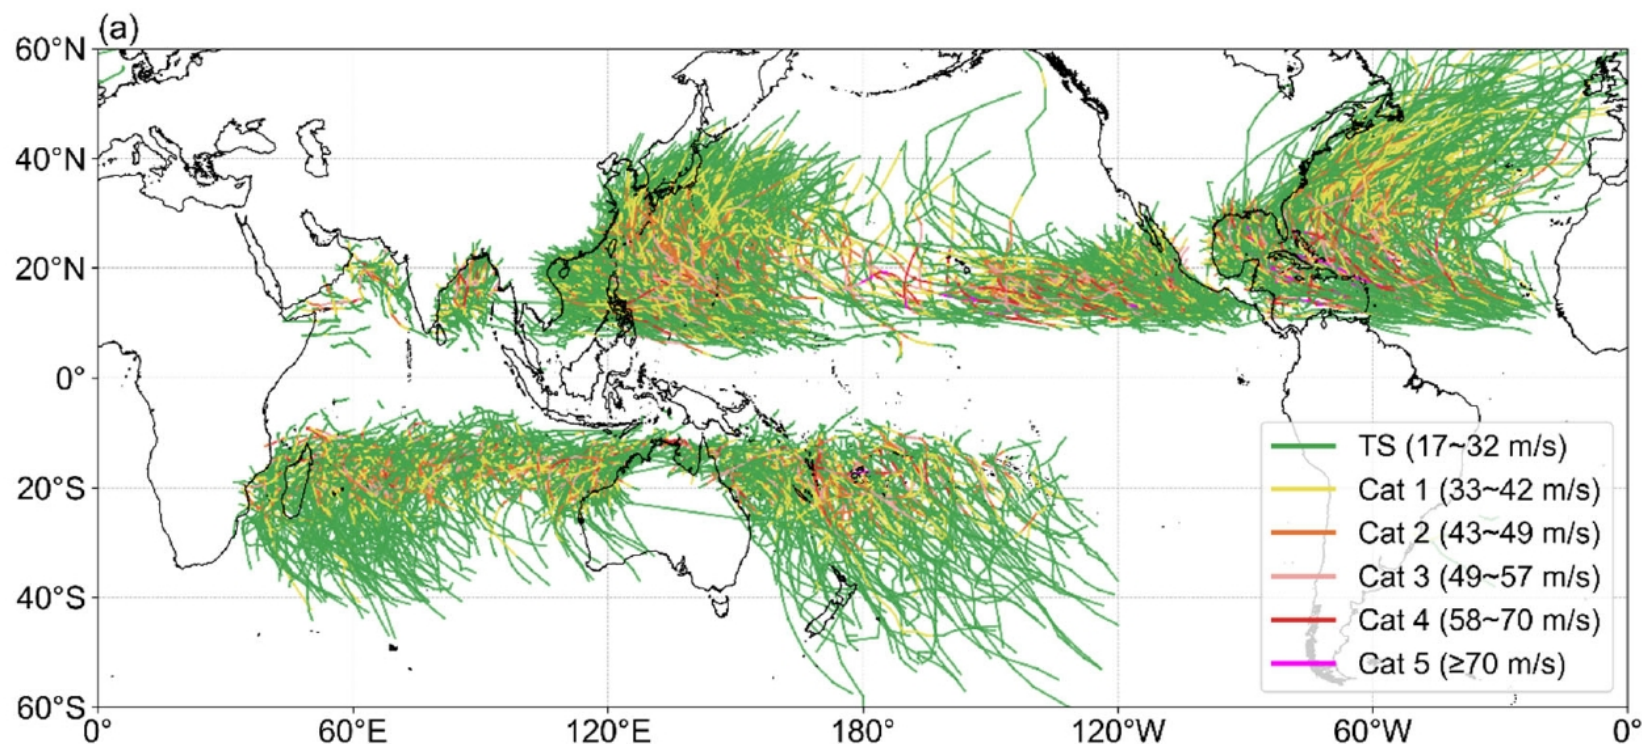 (a)
60°N
40°N
20°N
0°
20°S
40°S
60°S
0°
60°E
120°E
180°
120°W
60°W
0°
TS (17~32 m/s)
Cat 1 (33~42 m/s)
Cat 2 (43~49 m/s)
Cat 3 (49~57 m/s)
Cat 4 (58~70 m/s)
Cat 5 (≥70 m/s)